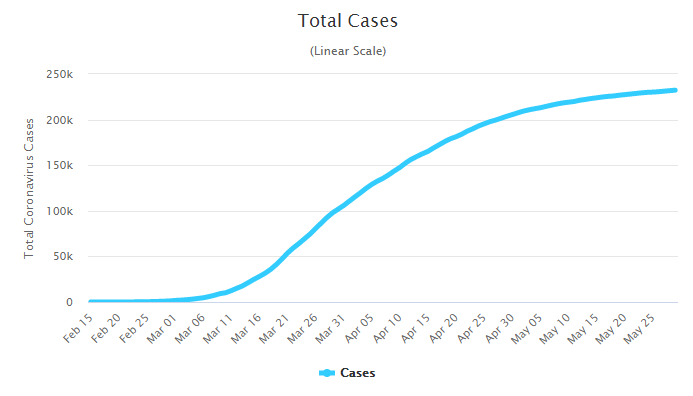 Total Cases
(Linear Scale)
Total Coronavirus Cases
250k
200k
150k
100k
50k
0
Feb 15
Feb 20
Feb 25
Mar 01
Mar 06
Mar 11
Mar 16
Mar 21
Mar 26
Mar 31
Apr 05
Apr 10
Apr 15
Apr 20
Apr 25
Apr 30
May 05
May 10
May 15
May 20
May 25
Cases